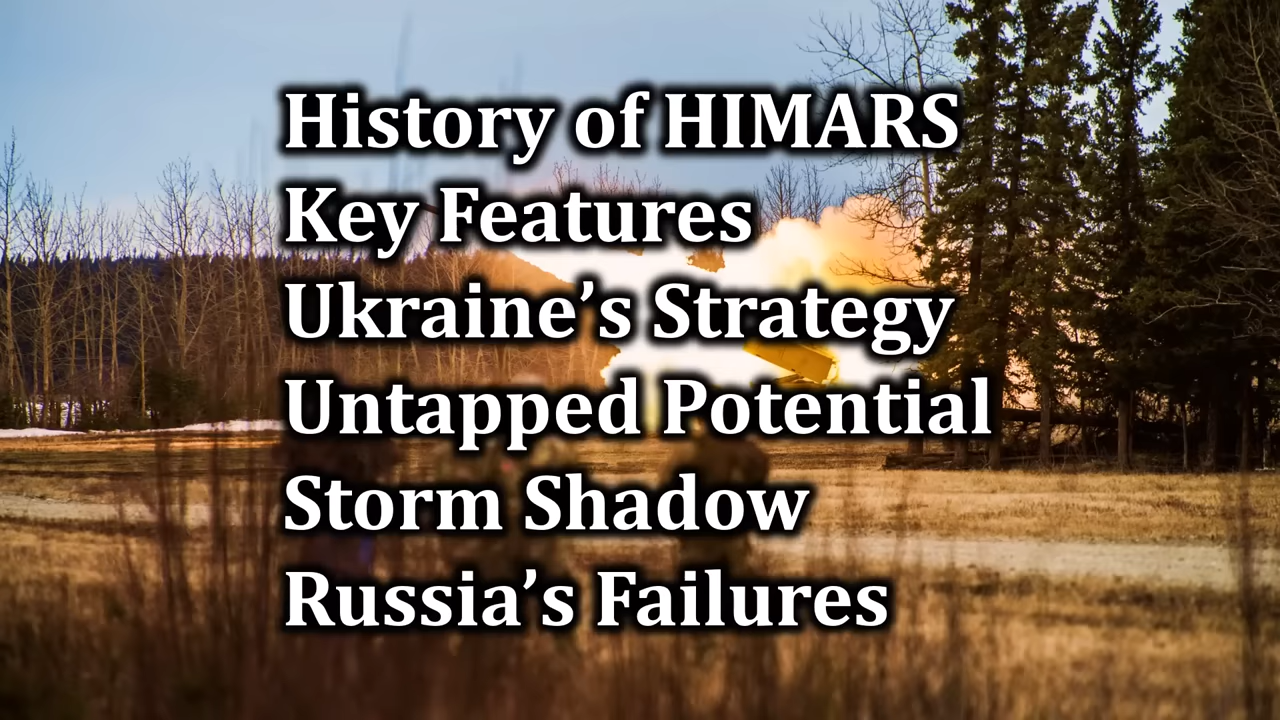 History of HIMARS
Key Features
Ukraine’s Strategy
Untapped Potential
Storm Shadow
Russia’s Failures